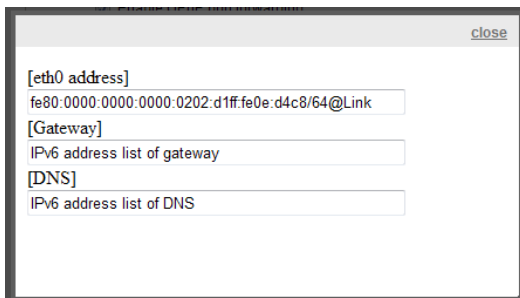 close
[eth0 address]
fe80:0000:0000:0000:0202:d1ff:fe0e:d4c8/64@Link
[Gateway]
IPv6 address list of gateway
[DNS]
IPv6 address list of DNS